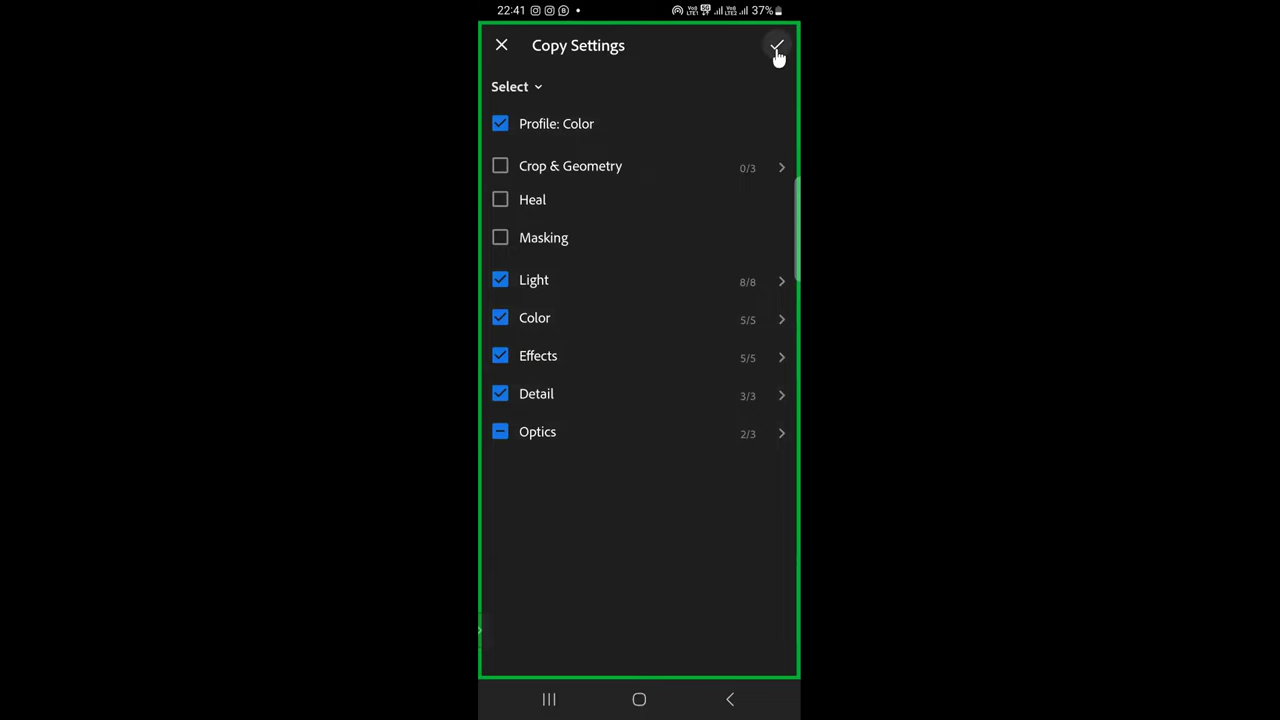 22:41 37%
Copy Settings
Select
Profile: Color
Crop & Geometry 0/3
Heal
Masking
Light 8/8
Color 5/5
Effects 5/5
Detail 3/3
Optics 2/3